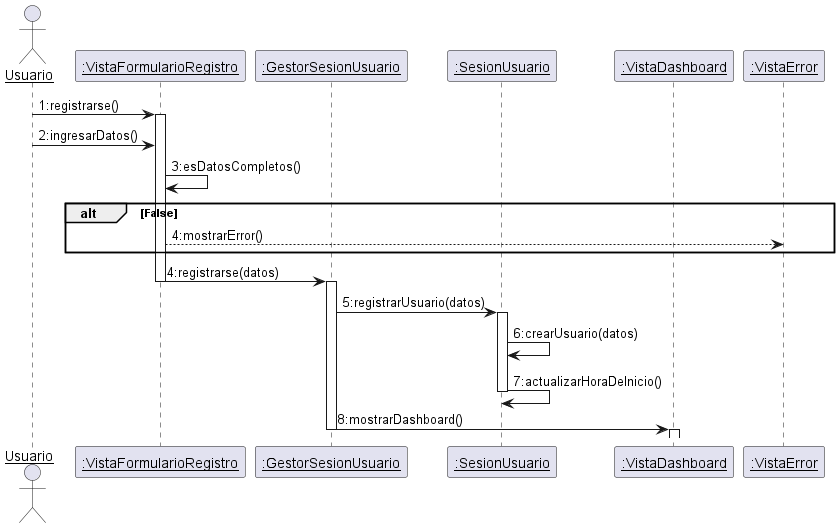 Usuario
:VistaFormularioRegistro
:GestorSesionUsuario
:SesionUsuario
:VistaDashboard
:VistaError
1:registrarse()
2:ingresarDatos()
3:esDatosCompletos()
alt [False]
4:mostrarError()
4:registrarse(datos)
5:registrarUsuario(datos)
6:crearUsuario(datos)
7:actualizarHoraDeInicio()
8:mostrarDashboard()
Usuario
:VistaFormularioRegistro
:GestorSesionUsuario
:SesionUsuario
:VistaDashboard
:VistaError